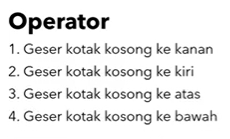 Operator
1. Geser kotak kosong ke kanan
2. Geser kotak kosong ke kiri
3. Geser kotak kosong ke atas
4. Geser kotak kosong ke bawah